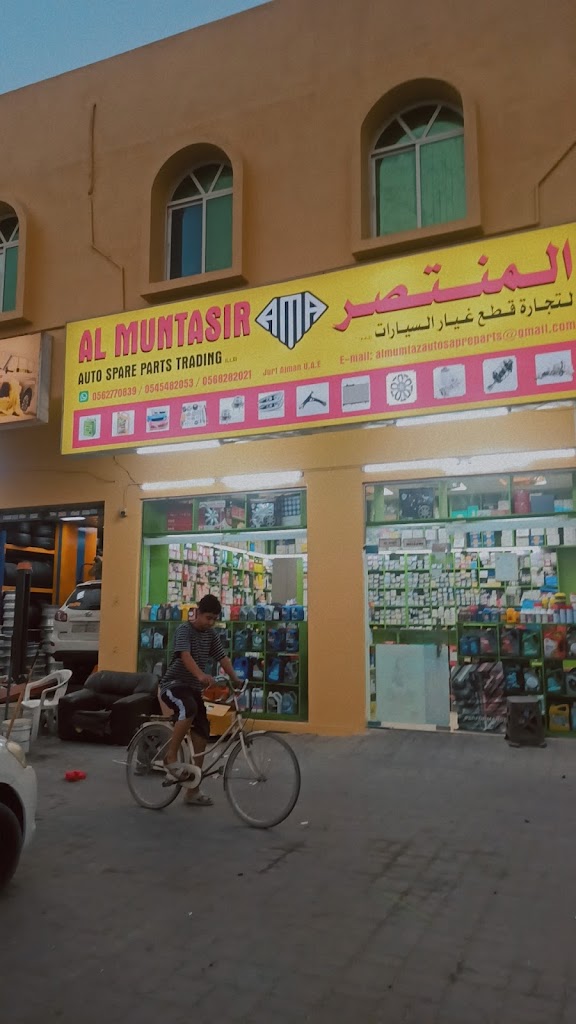 AL MUNTASIR
AMA
المنتصر
AUTO SPARE PARTS TRADING L.L.C
لتجارة قطع غيار السيارات
0562770839 / 0545482053 / 0568282021
Jurf Ajman U.A.E
E-mail: almumtazautosapreparts@gmail.com